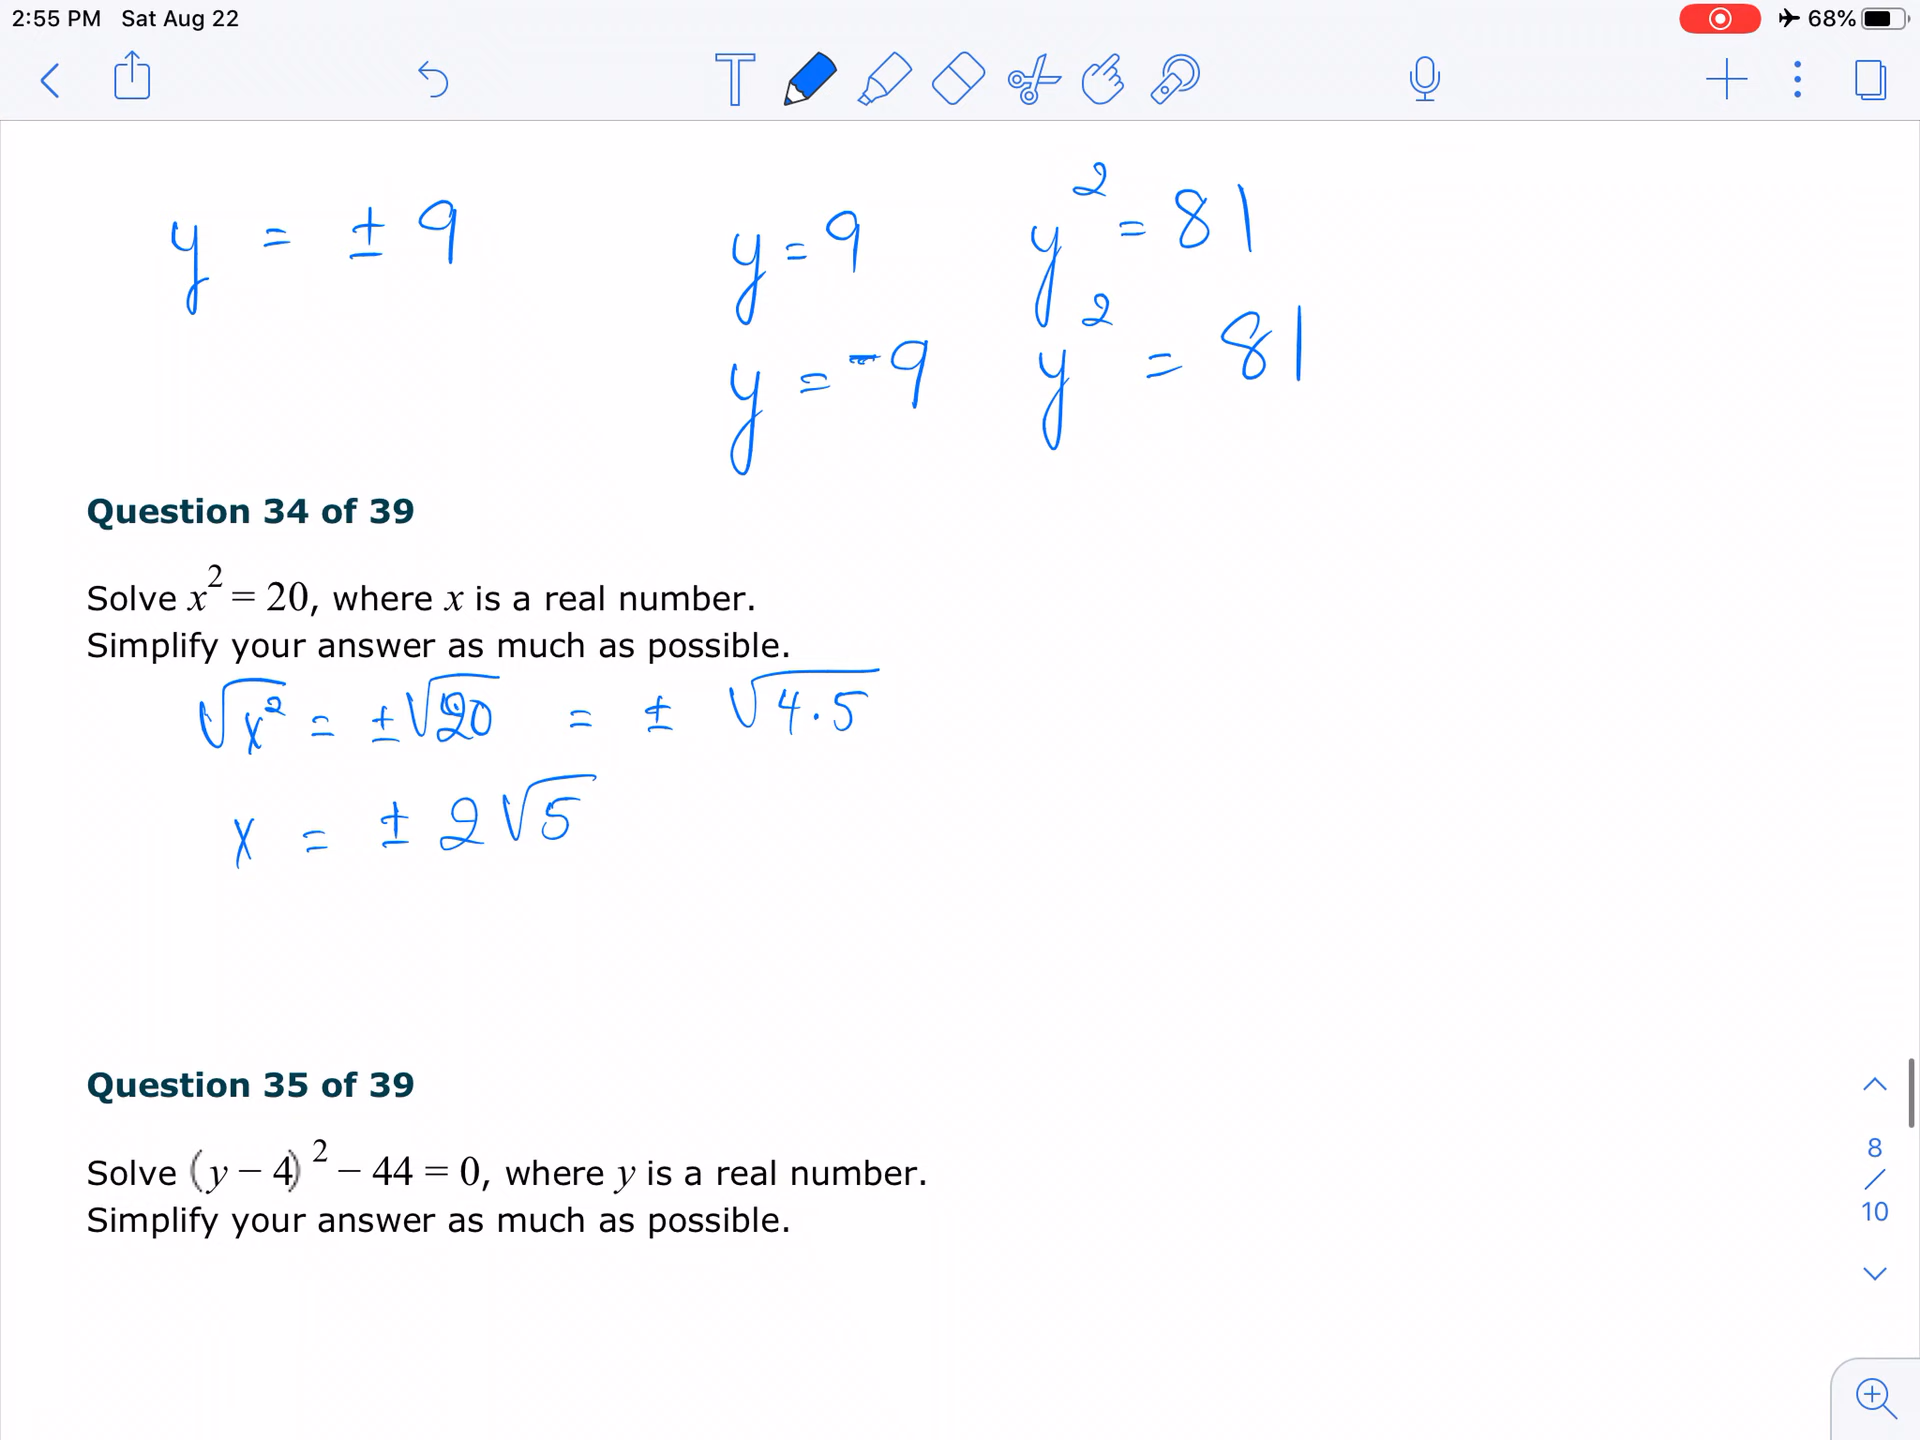 2:55 PM Sat Aug 22 68%
T
y = ± 9 y = 9 y² = 81
y = -9 y² = 81
Question 34 of 39
Solve x² = 20, where x is a real number.
Simplify your answer as much as possible.
√x² = ±√20 = ± √4·5
x = ± 2√5
Question 35 of 39
Solve (y − 4)² − 44 = 0, where y is a real number.
Simplify your answer as much as possible.
8
/
10